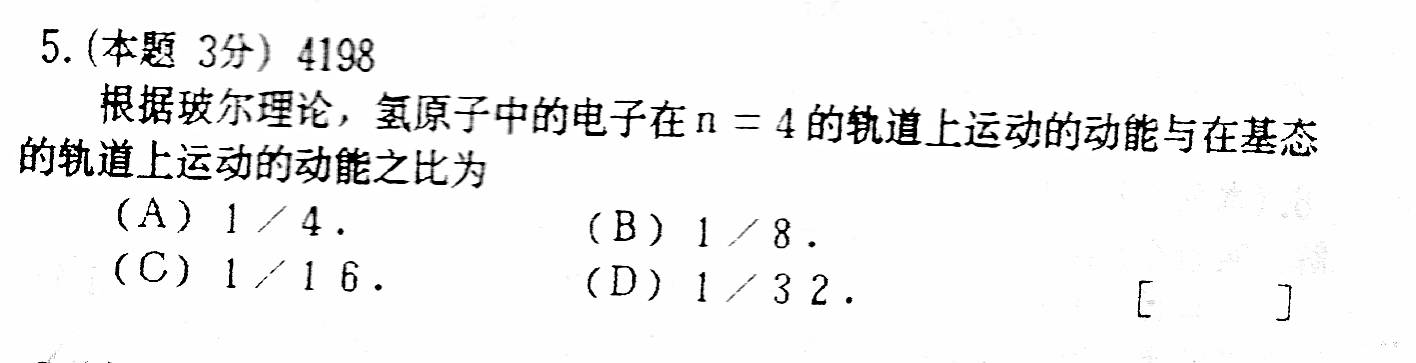 5.(本题 3分) 4198
根据玻尔理论，氢原子中的电子在n = 4的轨道上运动的动能与在基态
的轨道上运动的动能之比为
(A) 1／4. (B) 1／8.
(C) 1／16. (D) 1／32.
[ ]